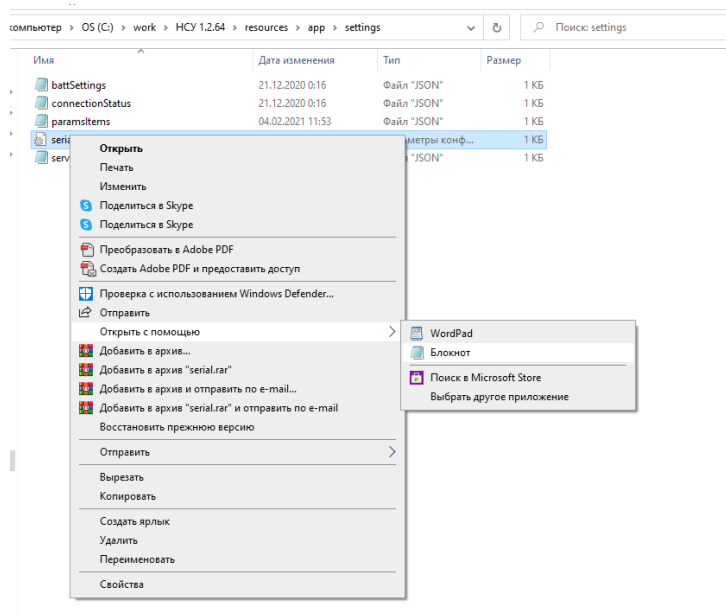 компьютер › OS (C:) › work › НСУ 1.2.64 › resources › app › settings
Поиск: settings
Имя Дата изменения Тип Размер
battSettings 21.12.2020 0:16 Файл "JSON" 1 КБ
connectionStatus 21.12.2020 0:16 Файл "JSON" 1 КБ
paramsItems 04.02.2021 11:53 Файл "JSON" 1 КБ
seria метры конф... 1 КБ
serv "JSON" 1 КБ
Открыть
Печать
Изменить
Поделиться в Skype
Поделиться в Skype
Преобразовать в Adobe PDF
Создать Adobe PDF и предоставить доступ
Проверка с использованием Windows Defender...
Отправить
Открыть с помощью
WordPad
Блокнот
Поиск в Microsoft Store
Выбрать другое приложение
Добавить в архив...
Добавить в архив "serial.rar"
Добавить в архив и отправить по e-mail...
Добавить в архив "serial.rar" и отправить по e-mail
Восстановить прежнюю версию
Отправить
Вырезать
Копировать
Создать ярлык
Удалить
Переименовать
Свойства